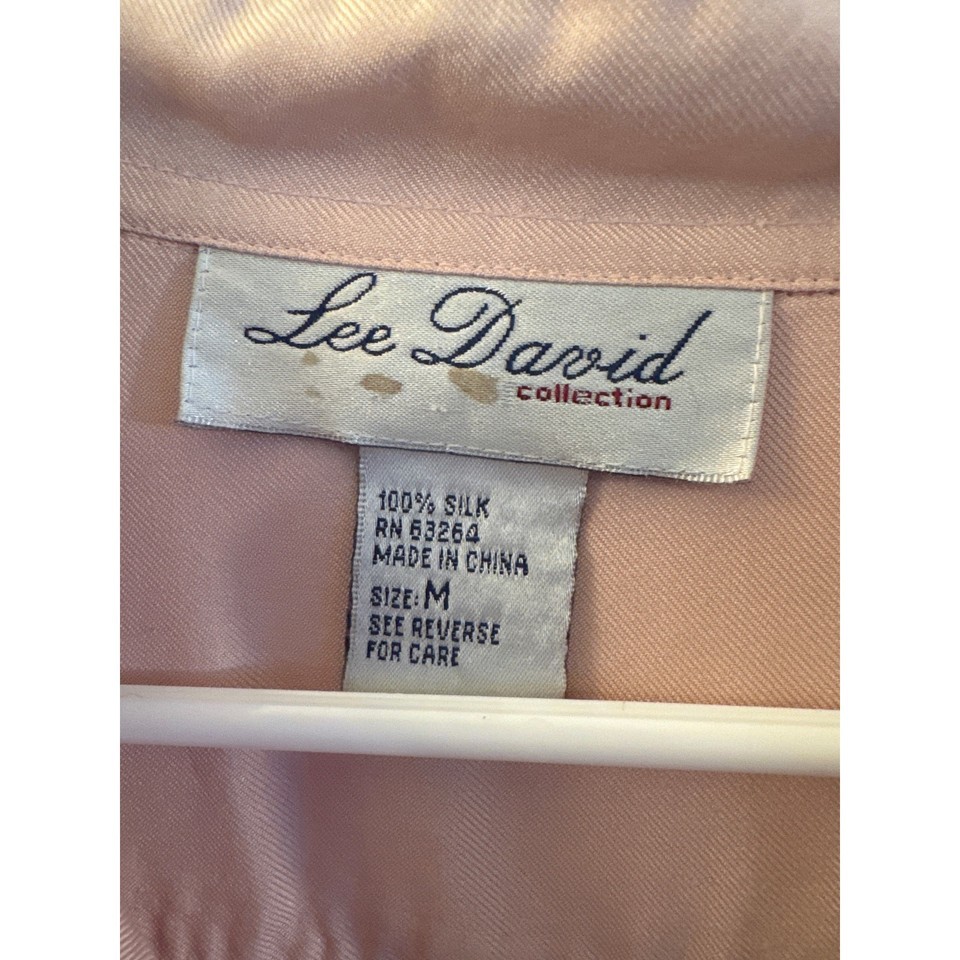 Lee David
collection
100% SILK
RN 63264
MADE IN CHINA
SIZE: M
SEE REVERSE
FOR CARE